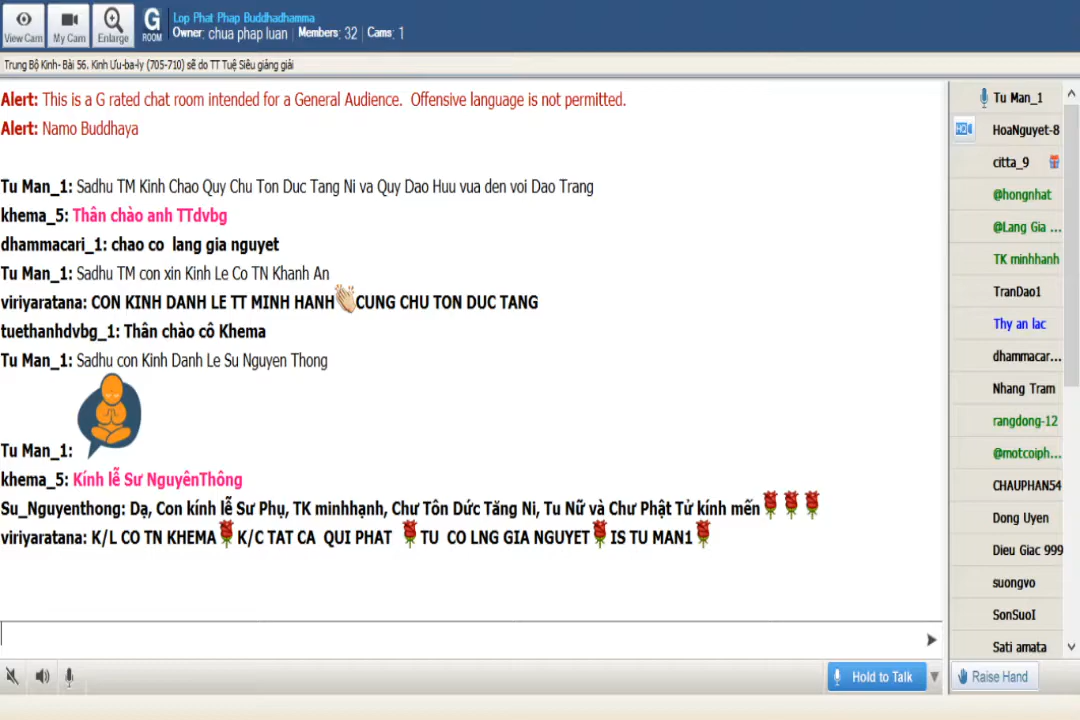 View Cam
My Cam
Enlarge
G
ROOM
Lop Phat Phap Buddhadhamma
Owner: chua phap luan | Members: 32 | Cams: 1
Trung Bộ Kinh- Bài 56. Kinh Ưu-ba-ly (705-710) sẽ do TT Tuệ Siêu giảng giải
Alert: This is a G rated chat room intended for a General Audience. Offensive language is not permitted.
Alert: Namo Buddhaya
Tu Man_1: Sadhu TM Kinh Chao Quy Chu Ton Duc Tang Ni va Quy Dao Huu vua den voi Dao Trang
khema_5: Thân chào anh TTdvbg
dhammacari_1: chao co lang gia nguyet
Tu Man_1: Sadhu TM con xin Kinh Le Co TN Khanh An
viriyaratana: CON KINH DANH LE TT MINH HANH CUNG CHU TON DUC TANG
tuethanhdvbg_1: Thân chào cô Khema
Tu Man_1: Sadhu con Kinh Danh Le Su Nguyen Thong
Tu Man_1:
khema_5: Kính lễ Sư NguyênThông
Su_Nguyenthong: Dạ, Con kính lễ Sư Phụ, TK minhhạnh, Chư Tôn Dức Tăng Ni, Tu Nữ và Chư Phật Tử kính mến
viriyaratana: K/L CO TN KHEMA K/C TAT CA QUI PHAT TU CO LNG GIA NGUYET IS TU MAN1
Hold to Talk
Tu Man_1
HQ
HoaNguyet-8
citta_9
@hongnhat
@Lang Gia ...
TK minhhanh
TranDao1
Thy an lac
dhammacar...
Nhang Tram
rangdong-12
@motcoiph...
CHAUPHAN54
Dong Uyen
Dieu Giac 999
suongvo
SonSuoI
Sati amata
Raise Hand